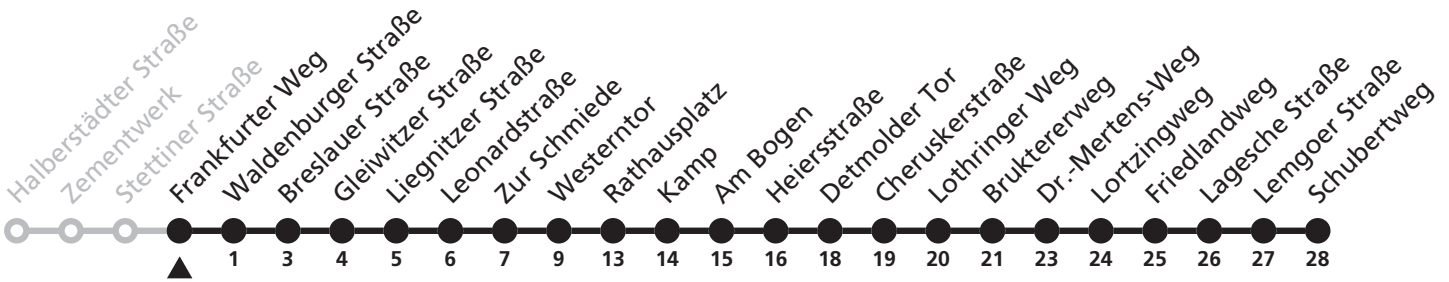 Halberstädter Straße
Zementwerk
Stettiner Straße
Frankfurter Weg
Waldenburger Straße
Breslauer Straße
Gleiwitzer Straße
Liegnitzer Straße
Leonardstraße
Zur Schmiede
Westerntor
Rathausplatz
Kamp
Am Bogen
Heiersstraße
Detmolder Tor
Cheruskerstraße
Lothringer Weg
Bruktererweg
Dr.-Mertens-Weg
Lortzingweg
Friedlandweg
Lagesche Straße
Lemgoer Straße
Schubertweg
1 3 4 5 6 7 9 13 14 15 16 18 19 20 21 23 24 25 26 27 28